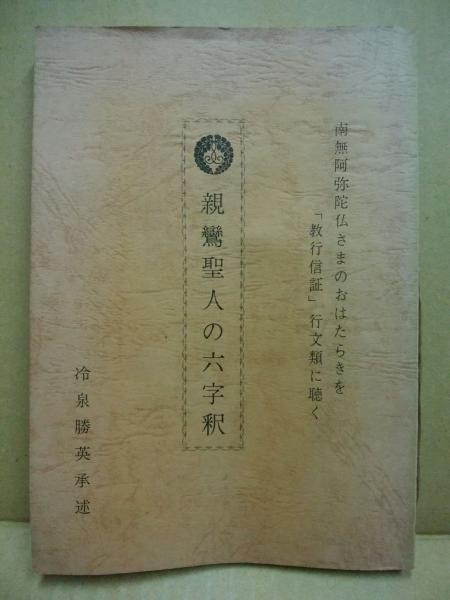 南無阿弥陀仏さまのおはたらきを
「教行信証」行文類に聴く
親鸞聖人の六字釈
冷泉勝英承述